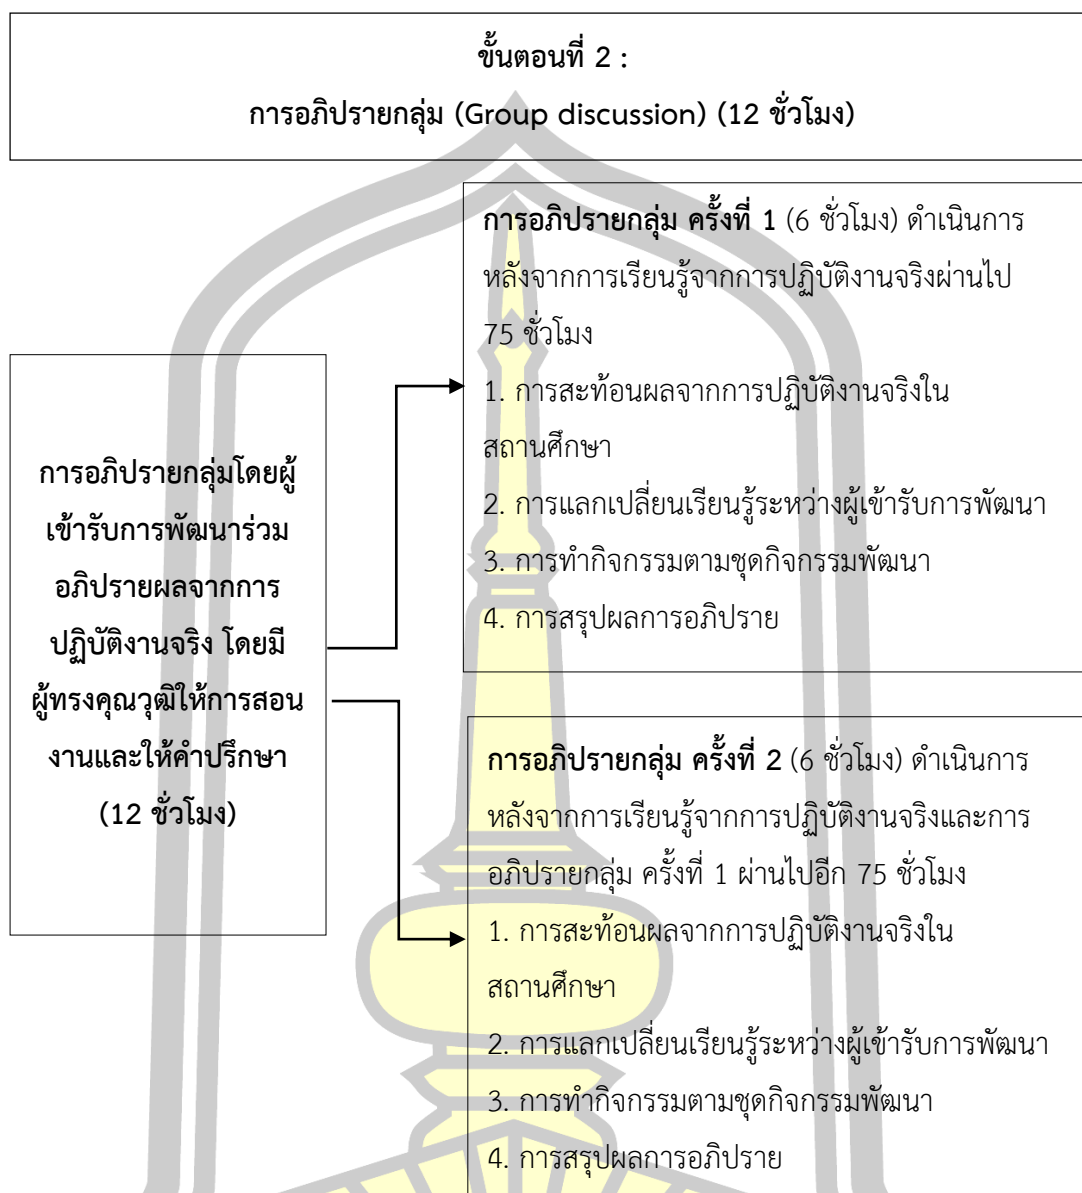 ขั้นตอนที่ 2 :
การอภิปรายกลุ่ม (Group discussion) (12 ชั่วโมง)
การอภิปรายกลุ่มโดยผู้
เข้ารับการพัฒนาร่วม
อภิปรายผลจากการ
ปฏิบัติงานจริง โดยมี
ผู้ทรงคุณวุฒิให้การสอน
งานและให้คำปรึกษา
(12 ชั่วโมง)
การอภิปรายกลุ่ม ครั้งที่ 1 (6 ชั่วโมง) ดำเนินการ
หลังจากการเรียนรู้จากการปฏิบัติงานจริงผ่านไป
75 ชั่วโมง
1. การสะท้อนผลจากการปฏิบัติงานจริงใน
สถานศึกษา
2. การแลกเปลี่ยนเรียนรู้ระหว่างผู้เข้ารับการพัฒนา
3. การทำกิจกรรมตามชุดกิจกรรมพัฒนา
4. การสรุปผลการอภิปราย
การอภิปรายกลุ่ม ครั้งที่ 2 (6 ชั่วโมง) ดำเนินการ
หลังจากการเรียนรู้จากการปฏิบัติงานจริงและการ
อภิปรายกลุ่ม ครั้งที่ 1 ผ่านไปอีก 75 ชั่วโมง
1. การสะท้อนผลจากการปฏิบัติงานจริงใน
สถานศึกษา
2. การแลกเปลี่ยนเรียนรู้ระหว่างผู้เข้ารับการพัฒนา
3. การทำกิจกรรมตามชุดกิจกรรมพัฒนา
4. การสรุปผลการอภิปราย